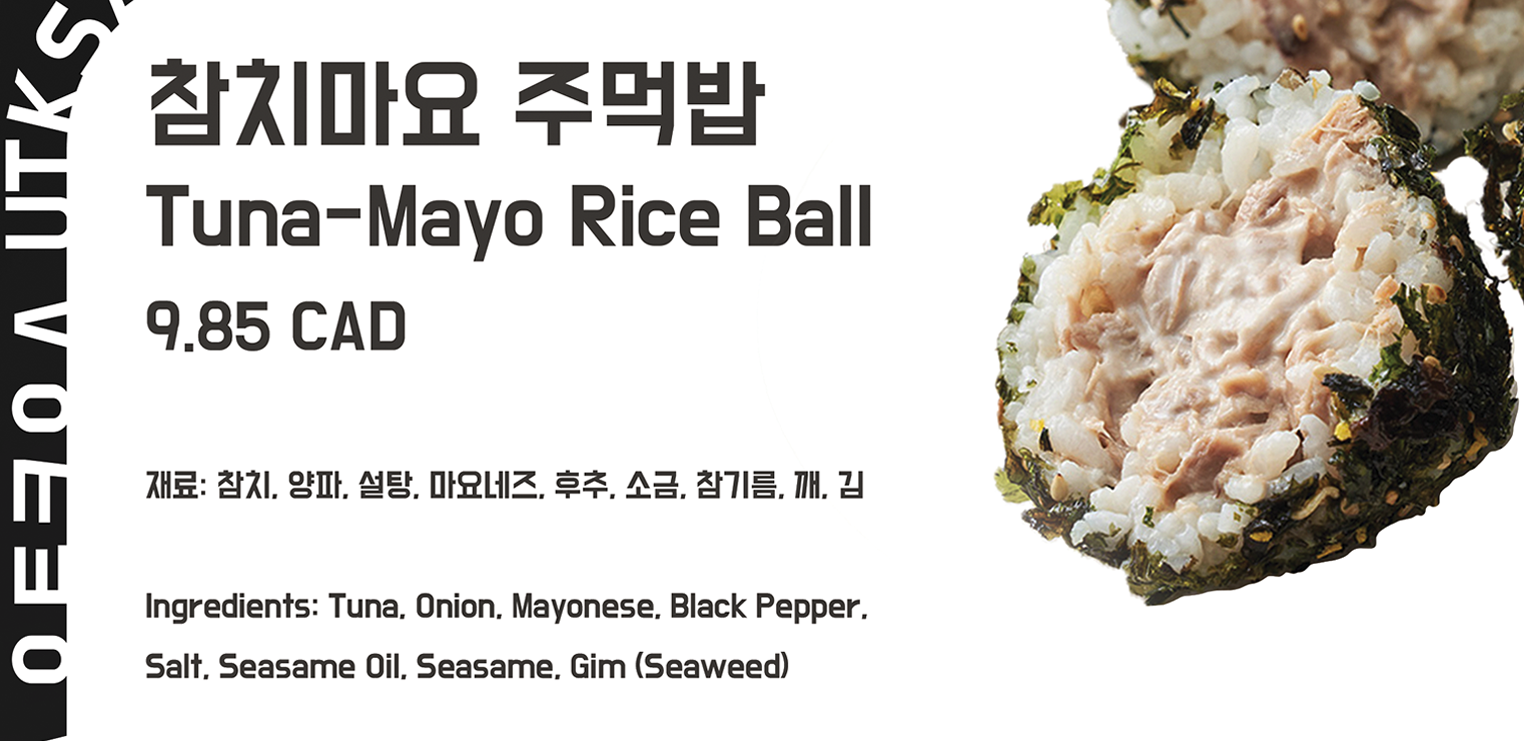 참치마요 주먹밥
Tuna-Mayo Rice Ball
9.85 CAD
재료: 참치, 양파, 설탕, 마요네즈, 후추, 소금, 참기름, 깨, 김
Ingredients: Tuna, Onion, Mayonese, Black Pepper,
Salt, Seasame Oil, Seasame, Gim (Seaweed)